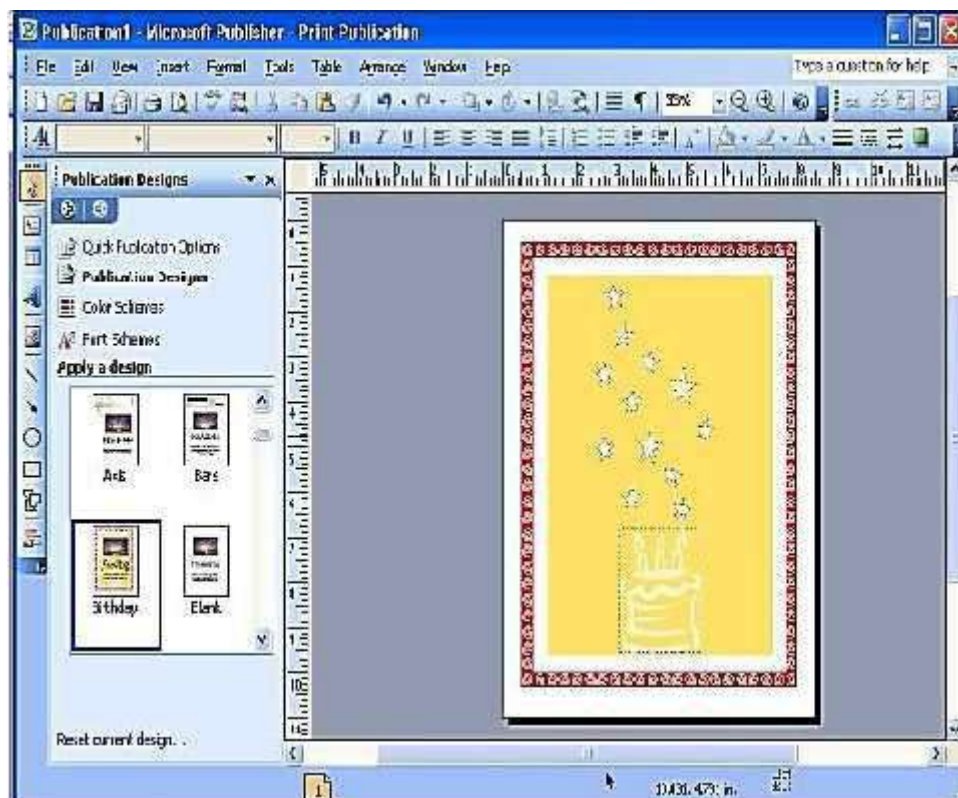 Publication1 - Microsoft Publisher - Print Publication
File Edit View Insert Format Tools Table Arrange Window Help
Type a question for help
35%
B I U
Publication Designs
Quick Publication Options
Publication Designs
Color Schemes
Font Schemes
Apply a design
Bars
Birthday Blank
Reset current design...
1